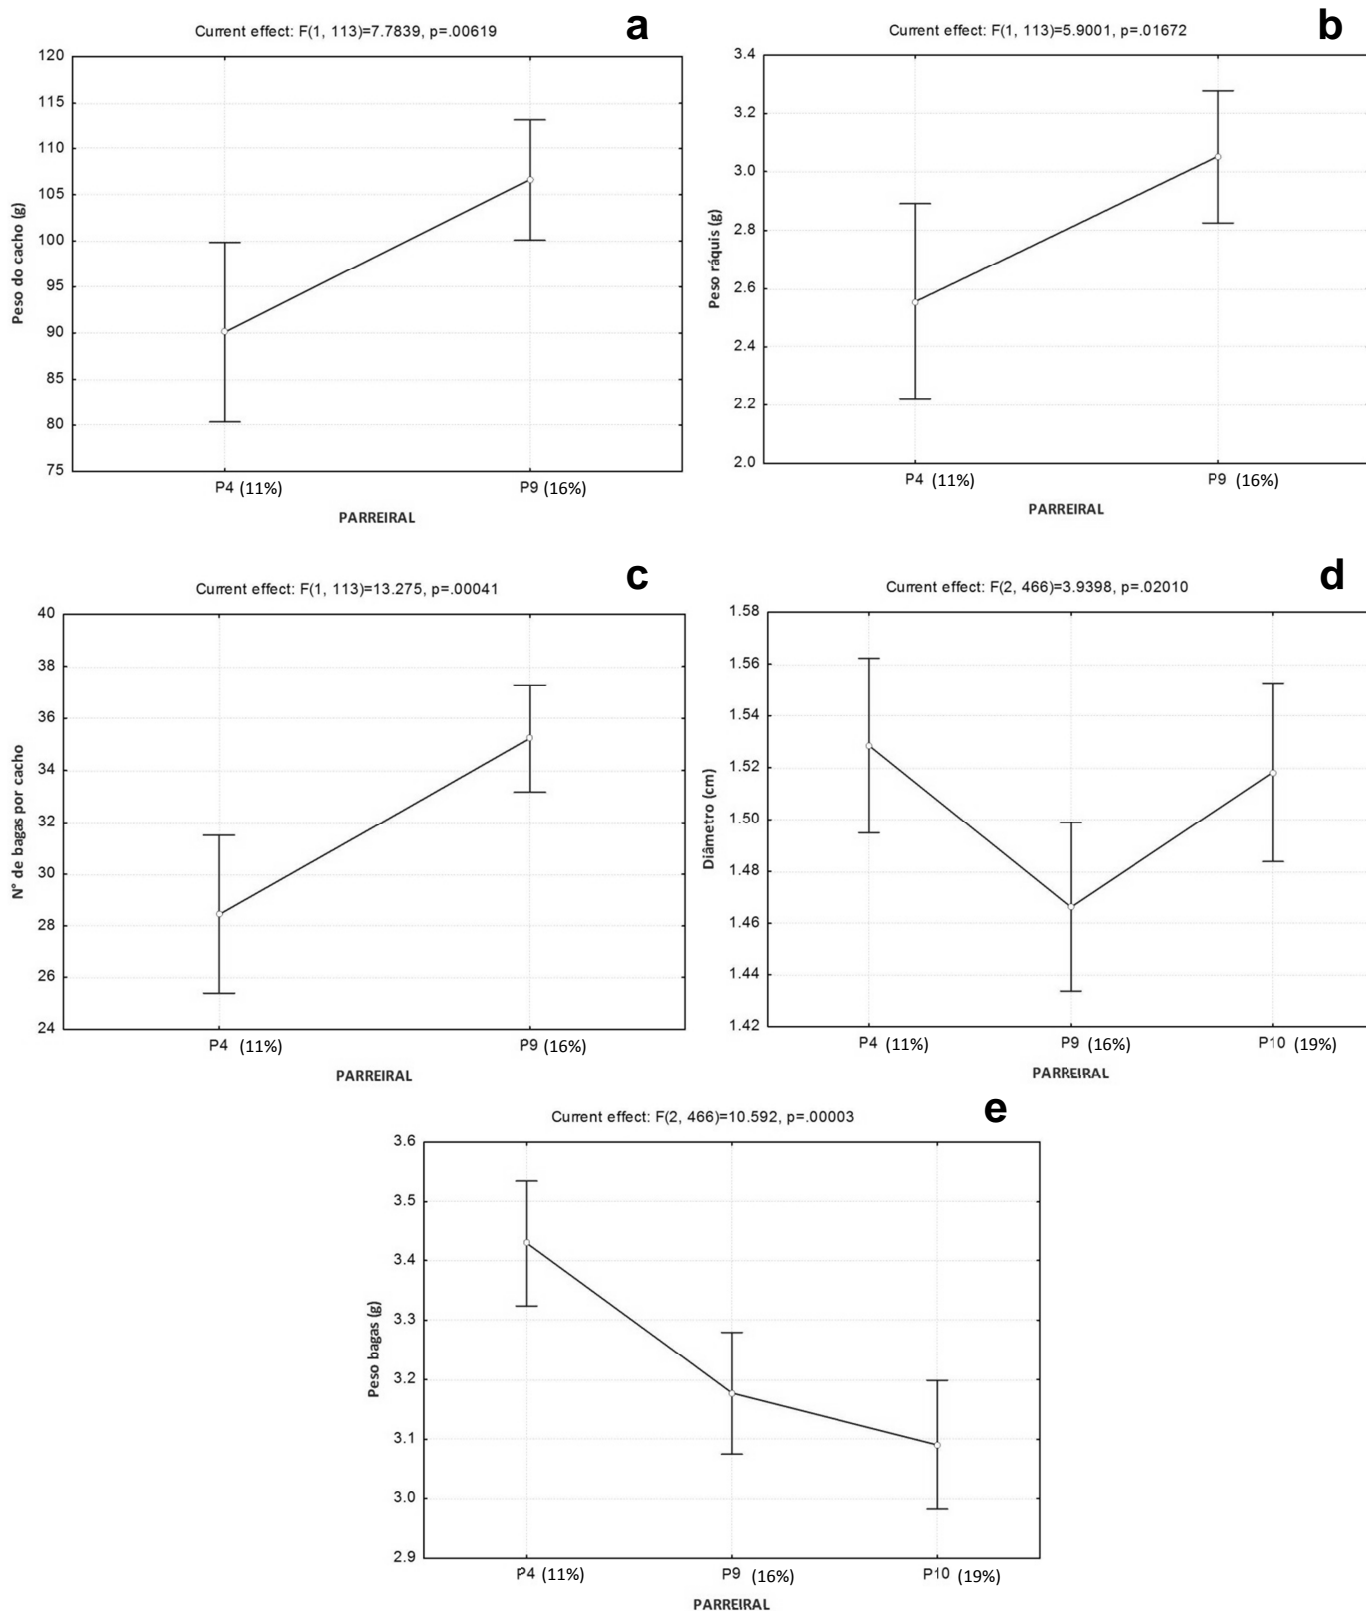 Current effect: F(1, 113)=7.7839, p=.00619
a
120
115
110
105
100
95
90
85
80
75
Peso do cacho (g)
P4 (11%)
P9 (16%)
PARREIRAL
Current effect: F(1, 113)=5.9001, p=.01672
b
3.4
3.2
3.0
2.8
2.6
2.4
2.2
2.0
Peso ráquis (g)
P4 (11%)
P9 (16%)
PARREIRAL
Current effect: F(1, 113)=13.275, p=.00041
c
40
38
36
34
32
30
28
26
24
N° de bagas por cacho
P4 (11%)
P9 (16%)
PARREIRAL
Current effect: F(2, 466)=3.9398, p=.02010
d
1.58
1.56
1.54
1.52
1.50
1.48
1.46
1.44
1.42
Diâmetro (cm)
P4 (11%)
P9 (16%)
P10 (19%)
PARREIRAL
Current effect: F(2, 466)=10.592, p=.00003
e
3.6
3.5
3.4
3.3
3.2
3.1
3.0
2.9
Peso bagas (g)
P4 (11%)
P9 (16%)
P10 (19%)
PARREIRAL